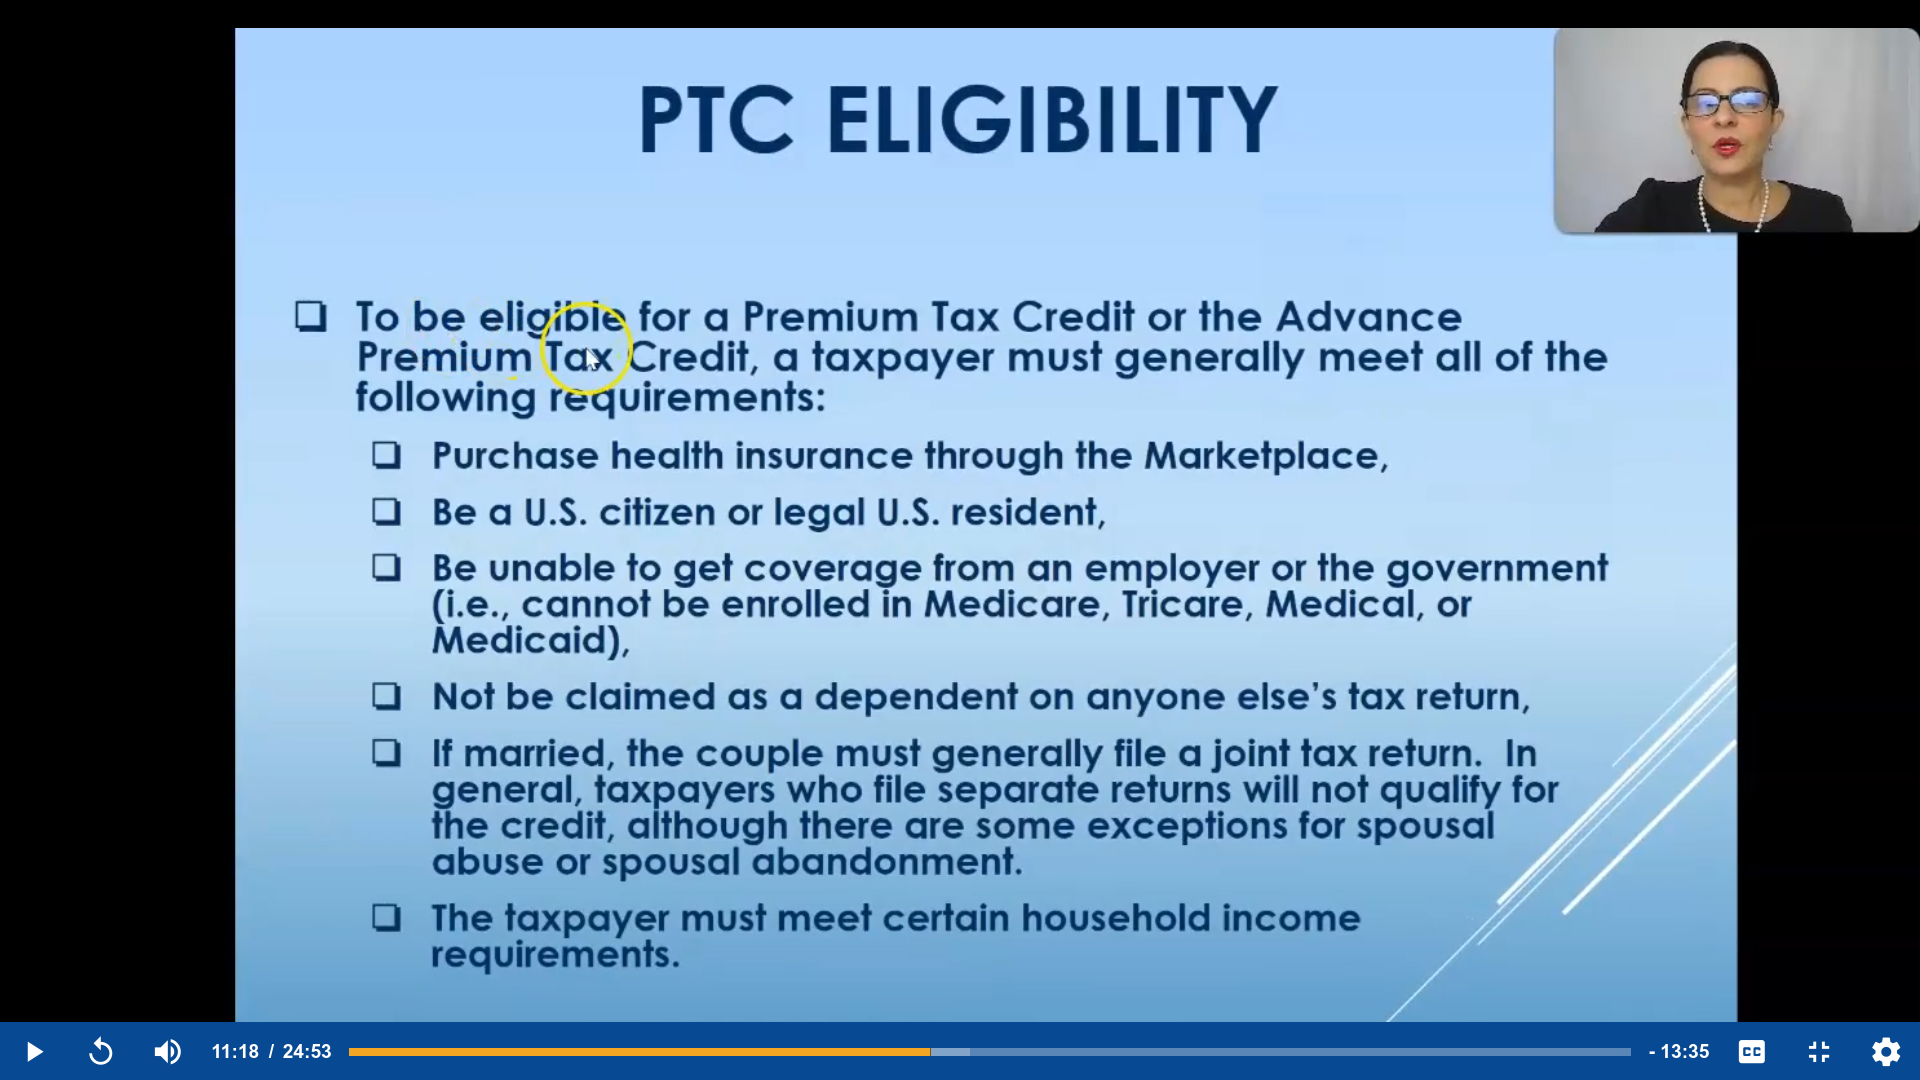 PTC ELIGIBILITY
To be eligible for a Premium Tax Credit or the Advance
Premium Tax Credit, a taxpayer must generally meet all of the
following requirements:
Purchase health insurance through the Marketplace,
Be a U.S. citizen or legal U.S. resident,
Be unable to get coverage from an employer or the government
(i.e., cannot be enrolled in Medicare, Tricare, Medical, or
Medicaid),
Not be claimed as a dependent on anyone else’s tax return,
If married, the couple must generally file a joint tax return.  In
general, taxpayers who file separate returns will not qualify for
the credit, although there are some exceptions for spousal
abuse or spousal abandonment.
The taxpayer must meet certain household income
requirements.
11:18 / 24:53 - 13:35 CC